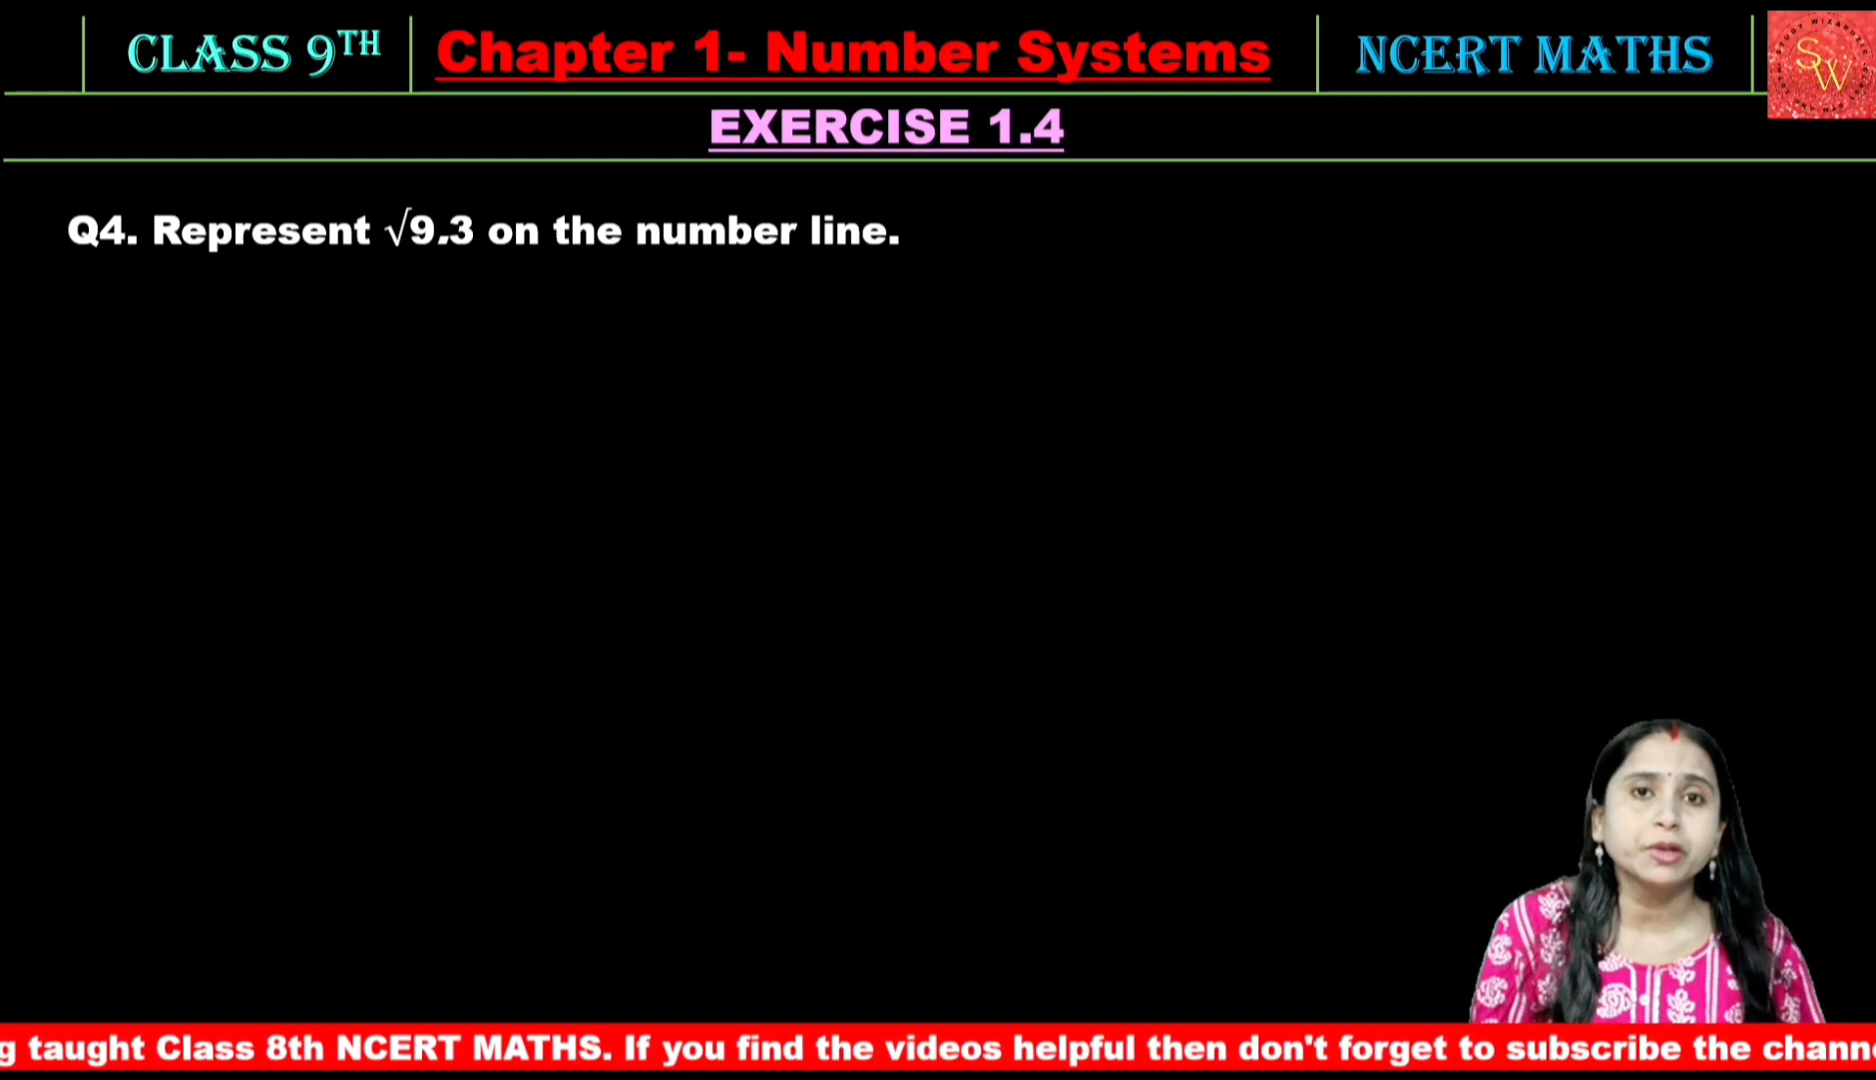 CLASS 9TH
Chapter 1- Number Systems
NCERT MATHS
SW
EXERCISE 1.4
Q4. Represent √9.3 on the number line.
g taught Class 8th NCERT MATHS. If you find the videos helpful then don't forget to subscribe the chann